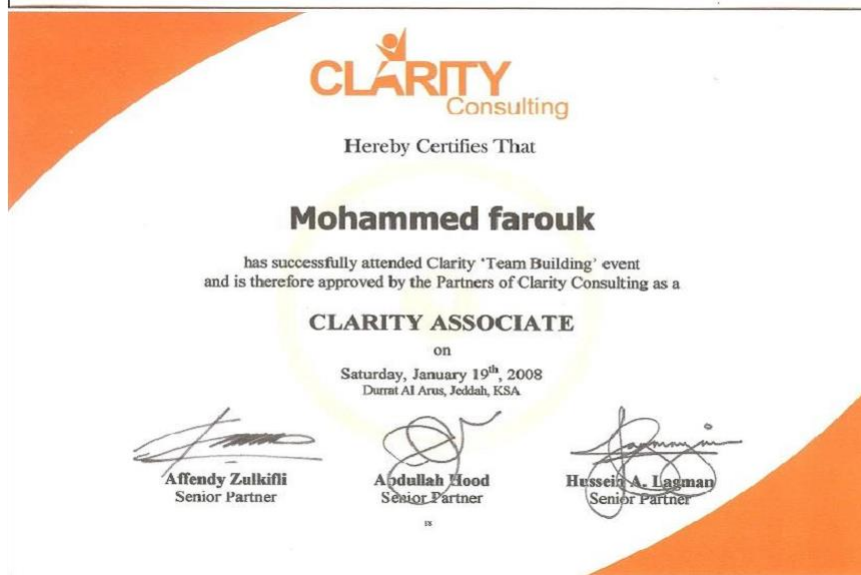 CLARITY
Consulting
Hereby Certifies That
Mohammed farouk
has successfully attended Clarity 'Team Building' event
and is therefore approved by the Partners of Clarity Consulting as a
CLARITY ASSOCIATE
on
Saturday, January 19th, 2008
Durrat Al Arus, Jeddah, KSA
Affendy Zulkifli Abdullah Hood Hussein A. Lagman
Senior Partner Senior Partner Senior Partner